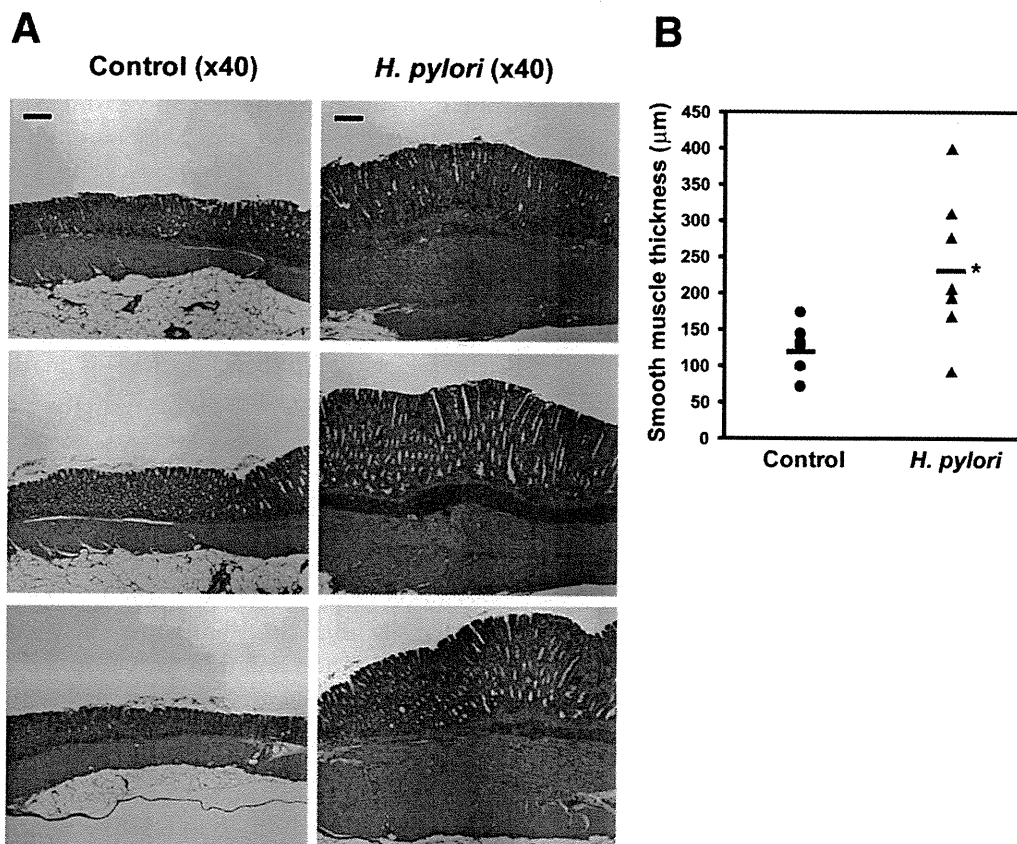 A
Control (x40)
H. pylori (x40)
B
Smooth muscle thickness (μm)
450
400
350
300
250
200
150
100
50
0
*
Control
H. pylori